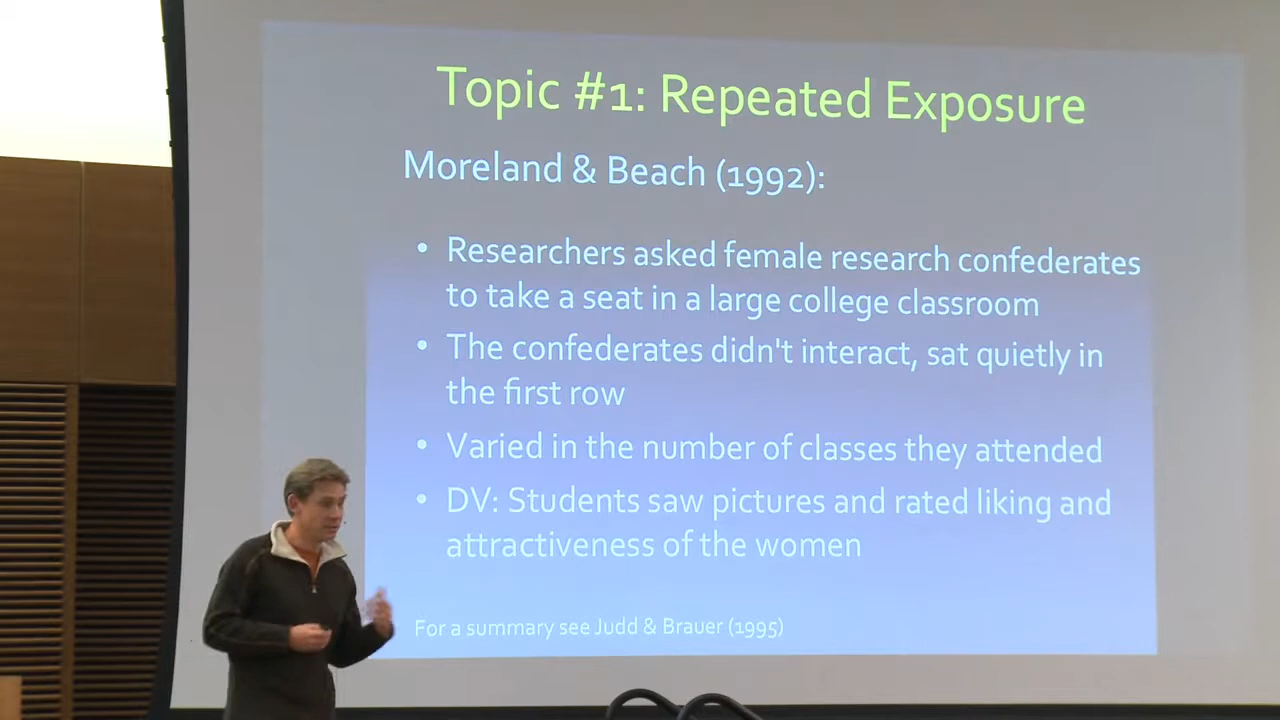 Topic #1: Repeated Exposure
Moreland & Beach (1992):
• Researchers asked female research confederates
to take a seat in a large college classroom
• The confederates didn't interact, sat quietly in
the first row
• Varied in the number of classes they attended
• DV: Students saw pictures and rated liking and
attractiveness of the women
For a summary see Judd & Brauer (1995)